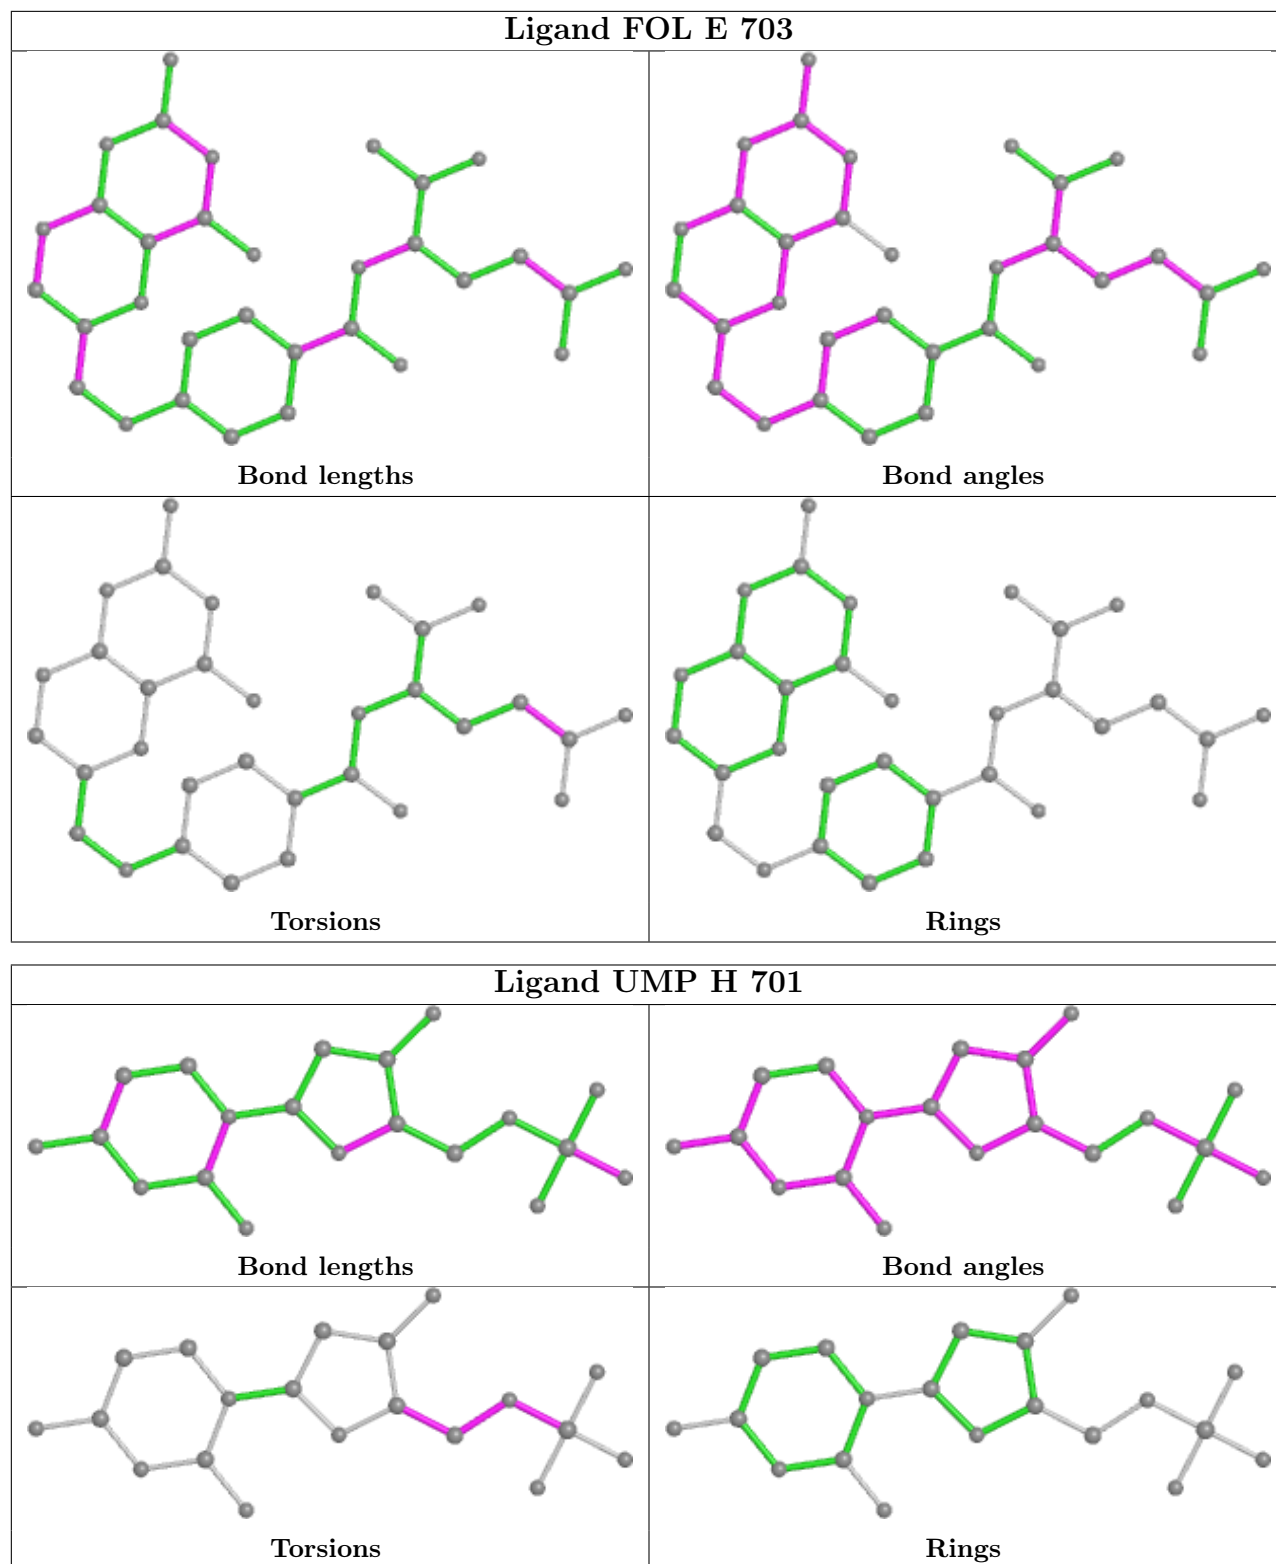 Ligand FOL E 703
Bond lengths
Bond angles
Torsions
Rings
Ligand UMP H 701
Bond lengths
Bond angles
Torsions
Rings